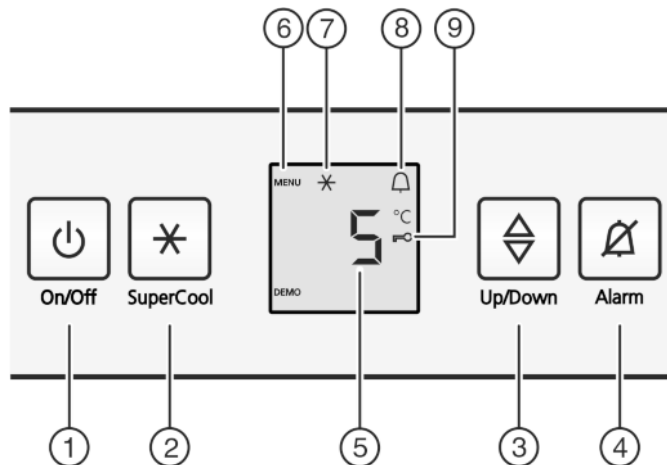 6 7 8 9
MENU
°C
5
DEMO
On/Off SuperCool Up/Down Alarm
1 2 5 3 4